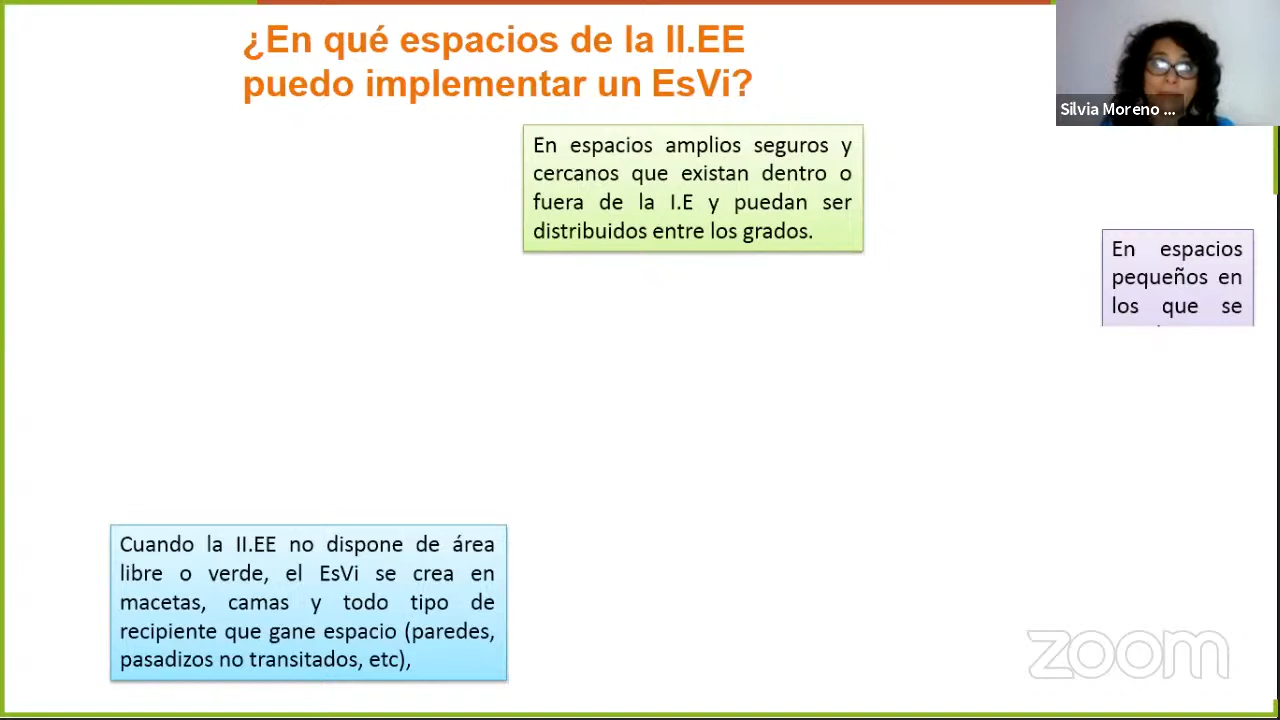 ¿En qué espacios de la II.EE
puedo implementar un EsVi?
Silvia Moreno ...
En espacios amplios seguros y
cercanos que existan dentro o
fuera de la I.E y puedan ser
distribuidos entre los grados.
En espacios
pequeños en
los que se
Cuando la II.EE no dispone de área
libre o verde, el EsVi se crea en
macetas, camas y todo tipo de
recipiente que gane espacio (paredes,
pasadizos no transitados, etc),
zoom